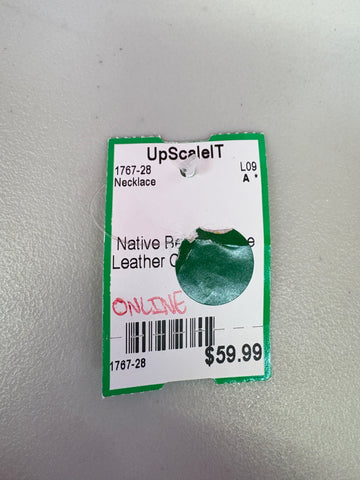 UpScaleIT
1767-28 L09
Necklace A *
Native
Leather
ONLINE
1767-28 $59.99